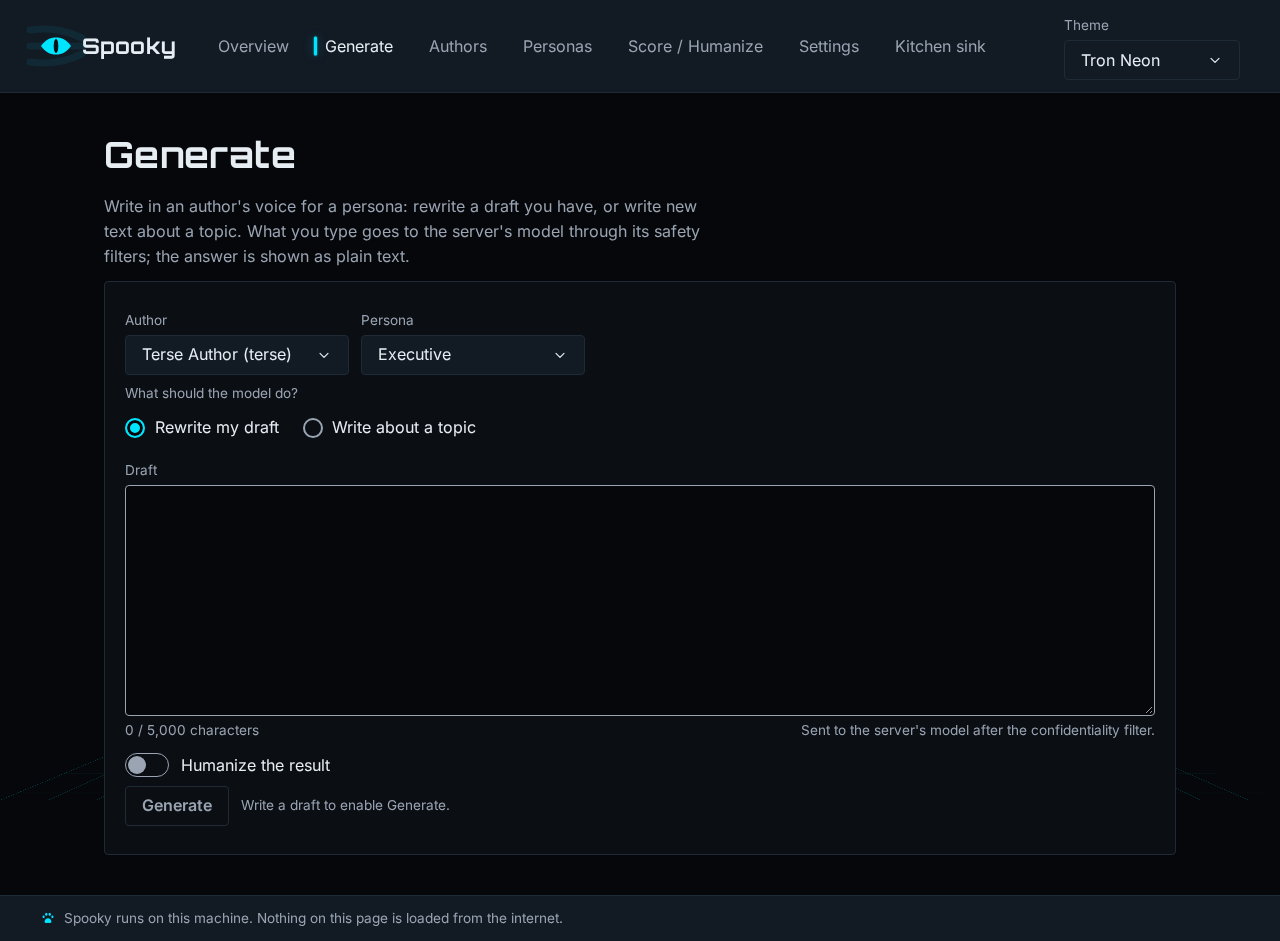 Spooky
Overview
Generate
Authors
Personas
Score / Humanize
Settings
Kitchen sink
Theme
Tron Neon
Generate
Write in an author's voice for a persona: rewrite a draft you have, or write new
text about a topic. What you type goes to the server's model through its safety
filters; the answer is shown as plain text.
Author
Persona
Terse Author (terse)
Executive
What should the model do?
Rewrite my draft
Write about a topic
Draft
0 / 5,000 characters
Sent to the server's model after the confidentiality filter.
Humanize the result
Generate
Write a draft to enable Generate.
Spooky runs on this machine. Nothing on this page is loaded from the internet.